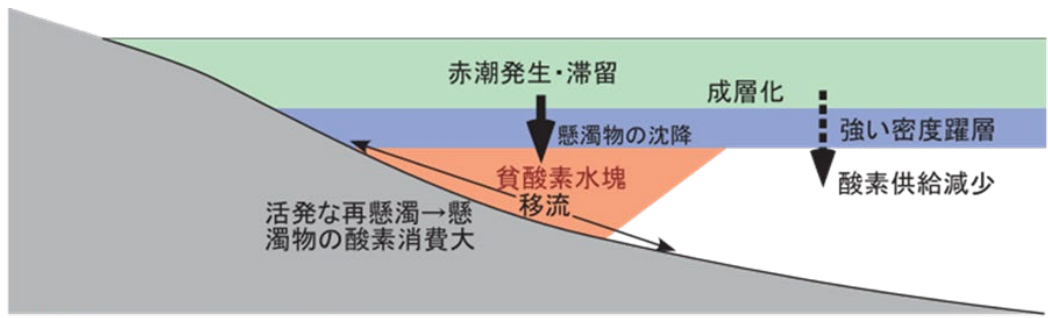 赤潮発生・滞留
成層化
懸濁物の沈降
強い密度躍層
貧酸素水塊
酸素供給減少
移流
活発な再懸濁→懸
濁物の酸素消費大